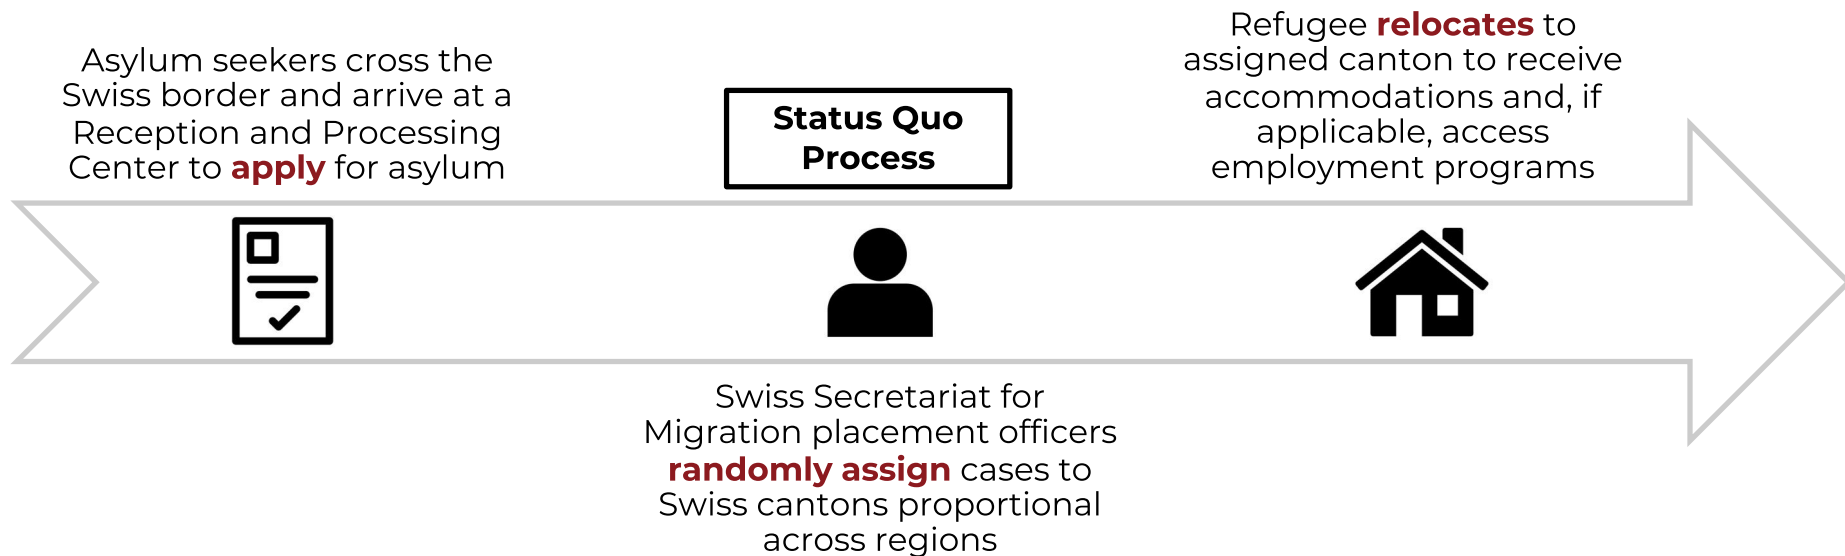 Asylum seekers cross the
Swiss border and arrive at a
Reception and Processing
Center to apply for asylum
Status Quo
Process
Swiss Secretariat for
Migration placement officers
randomly assign cases to
Swiss cantons proportional
across regions
Refugee relocates to
assigned canton to receive
accommodations and, if
applicable, access
employment programs